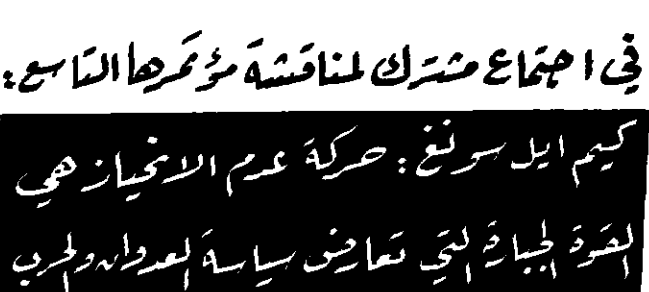 في اجتماع مشترك لمناقشة مؤتمرها التاسع:
كيم ايل سونغ: حركة عدم الانحياز هي
القوة الجبارة التي تعارض سياسة العدوان والحرب